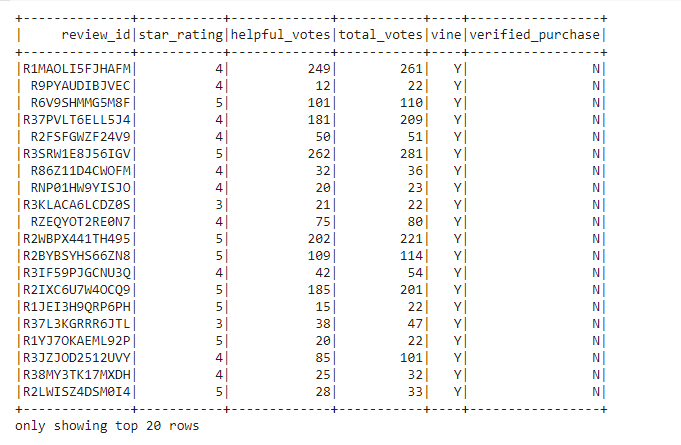 +--------------+-----------+-------------+-----------+----+-----------------+
|     review_id|star_rating|helpful_votes|total_votes|vine|verified_purchase|
+--------------+-----------+-------------+-----------+----+-----------------+
|R1MAOLI5FJHAFM|          4|          249|        261|   Y|                N|
| R9PYAUDIBJVEC|          4|           12|         22|   Y|                N|
| R6V9SHMMG5M8F|          5|          101|        110|   Y|                N|
|R37PVLT6ELL5J4|          4|          181|        209|   Y|                N|
| R2FSFGWZF24V9|          4|           50|         51|   Y|                N|
|R3SRW1E8J56IGV|          5|          262|        281|   Y|                N|
| R86Z11D4CWOFM|          4|           32|         36|   Y|                N|
| RNP01HW9YISJO|          4|           20|         23|   Y|                N|
|R3KLACA6LCDZ0S|          3|           21|         22|   Y|                N|
| RZEQYOT2RE0N7|          4|           75|         80|   Y|                N|
|R2WBPX441TH495|          5|          202|        221|   Y|                N|
|R2BYBSYHS66ZN8|          5|          109|        114|   Y|                N|
|R3IF59PJGCNU3Q|          4|           42|         54|   Y|                N|
|R2IXC6U7W4OCQ9|          5|          185|        201|   Y|                N|
|R1JEI3H9QRP6PH|          5|           15|         22|   Y|                N|
|R37L3KGRRR6JTL|          3|           38|         47|   Y|                N|
|R1YJ7OKAEML92P|          5|           20|         22|   Y|                N|
|R3JZJOD2512UVY|          4|           85|        101|   Y|                N|
|R38MY3TK17MXDH|          4|           25|         32|   Y|                N|
|R2LWISZ4DSM0I4|          5|           28|         33|   Y|                N|
+--------------+-----------+-------------+-----------+----+-----------------+
only showing top 20 rows